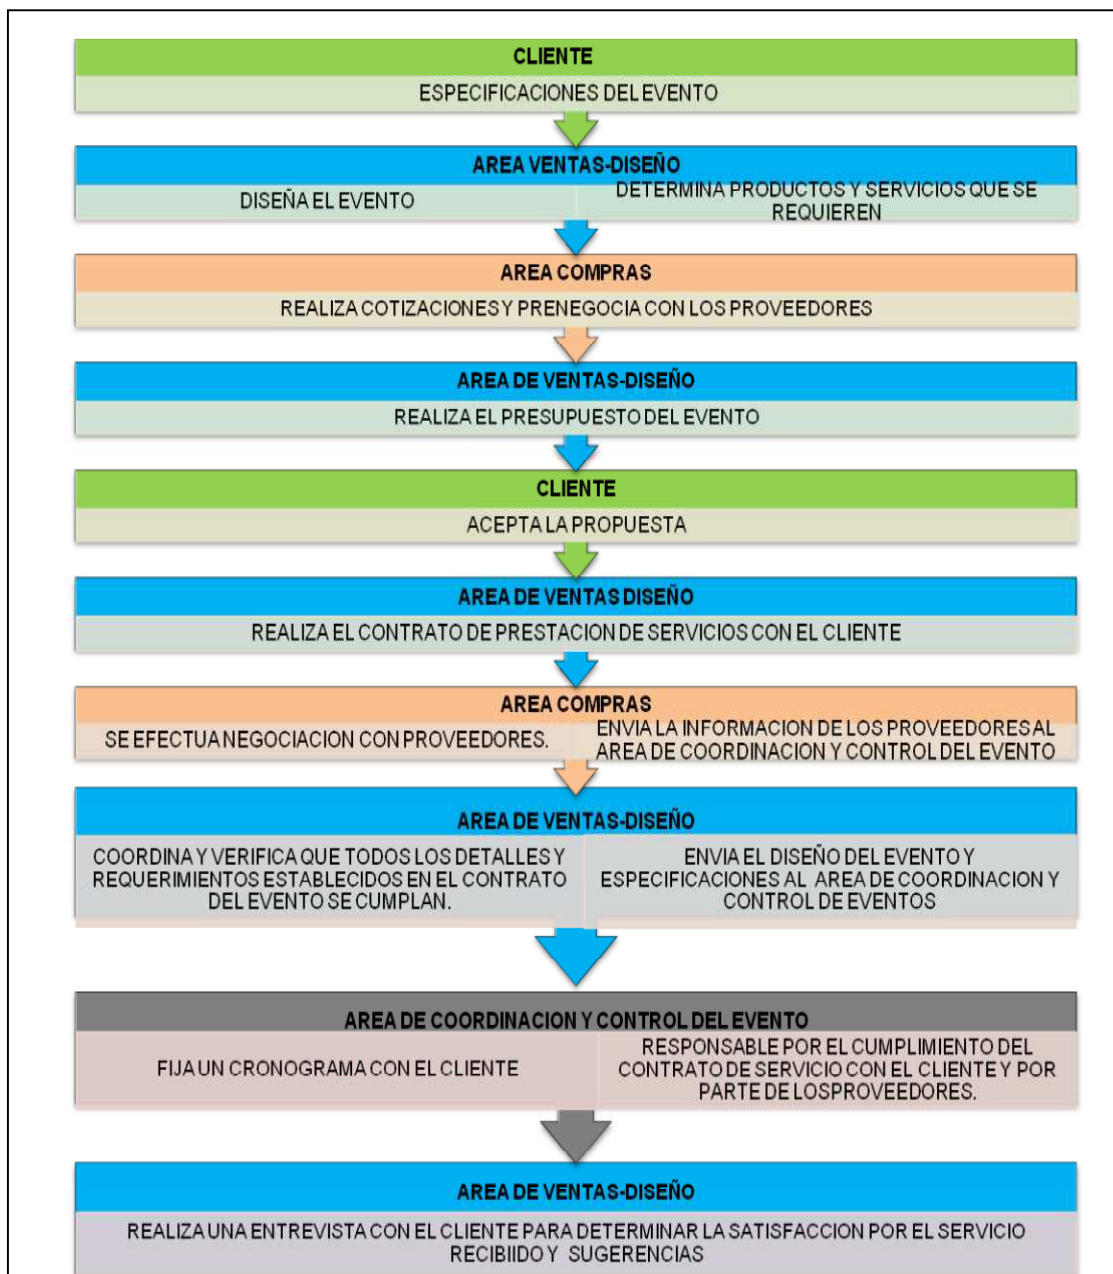 CLIENTE
ESPECIFICACIONES DEL EVENTO
AREA VENTAS-DISEÑO
DISEÑA EL EVENTO
DETERMINA PRODUCTOS Y SERVICIOS QUE SE
REQUIEREN
AREA COMPRAS
REALIZA COTIZACIONES Y PRENEGOCIA CON LOS PROVEEDORES
AREA DE VENTAS-DISEÑO
REALIZA EL PRESUPUESTO DEL EVENTO
CLIENTE
ACEPTA LA PROPUESTA
AREA DE VENTAS DISEÑO
REALIZA EL CONTRATO DE PRESTACION DE SERVICIOS CON EL CLIENTE
AREA COMPRAS
SE EFECTUA NEGOCIACION CON PROVEEDORES.
ENVIA LA INFORMACION DE LOS PROVEEDORES AL
AREA DE COORDINACION Y CONTROL DEL EVENTO
AREA DE VENTAS-DISEÑO
COORDINA Y VERIFICA QUE TODOS LOS DETALLES Y
REQUERIMIENTOS ESTABLECIDOS EN EL CONTRATO
DEL EVENTO SE CUMPLAN.
ENVIA EL DISEÑO DEL EVENTO Y
ESPECIFICACIONES AL AREA DE COORDINACION Y
CONTROL DE EVENTOS
AREA DE COORDINACION Y CONTROL DEL EVENTO
FIJA UN CRONOGRAMA CON EL CLIENTE
RESPONSABLE POR EL CUMPLIMIENTO DEL
CONTRATO DE SERVICIO CON EL CLIENTE Y POR
PARTE DE LOSPROVEEDORES.
AREA DE VENTAS-DISEÑO
REALIZA UNA ENTREVISTA CON EL CLIENTE PARA DETERMINAR LA SATISFACCION POR EL SERVICIO
RECIBIIDO Y SUGERENCIAS